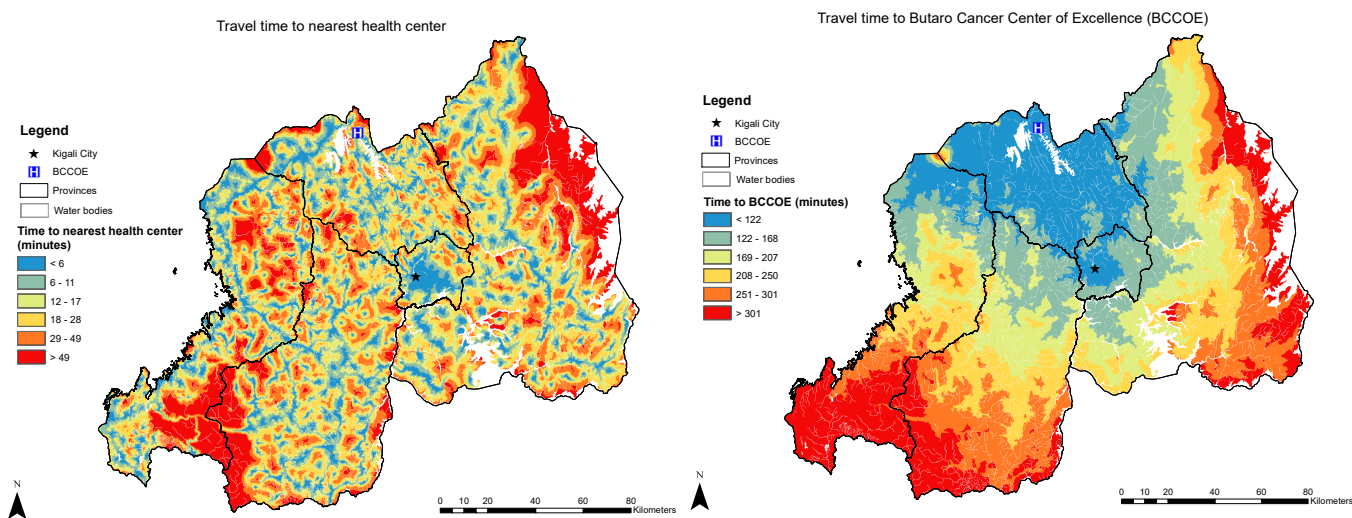 Travel time to nearest health center
Legend
Kigali City
H BCCOE
Provinces
Water bodies
Time to nearest health center
(minutes)
< 6
6 - 11
12 - 17
18 - 28
29 - 49
> 49
H
N
0 10 20 40 60 80
Kilometers
Travel time to Butaro Cancer Center of Excellence (BCCOE)
Legend
Kigali City
H BCCOE
Provinces
Water bodies
Time to BCCOE (minutes)
< 122
122 - 168
169 - 207
208 - 250
251 - 301
> 301
H
N
0 10 20 40 60 80
Kilometers